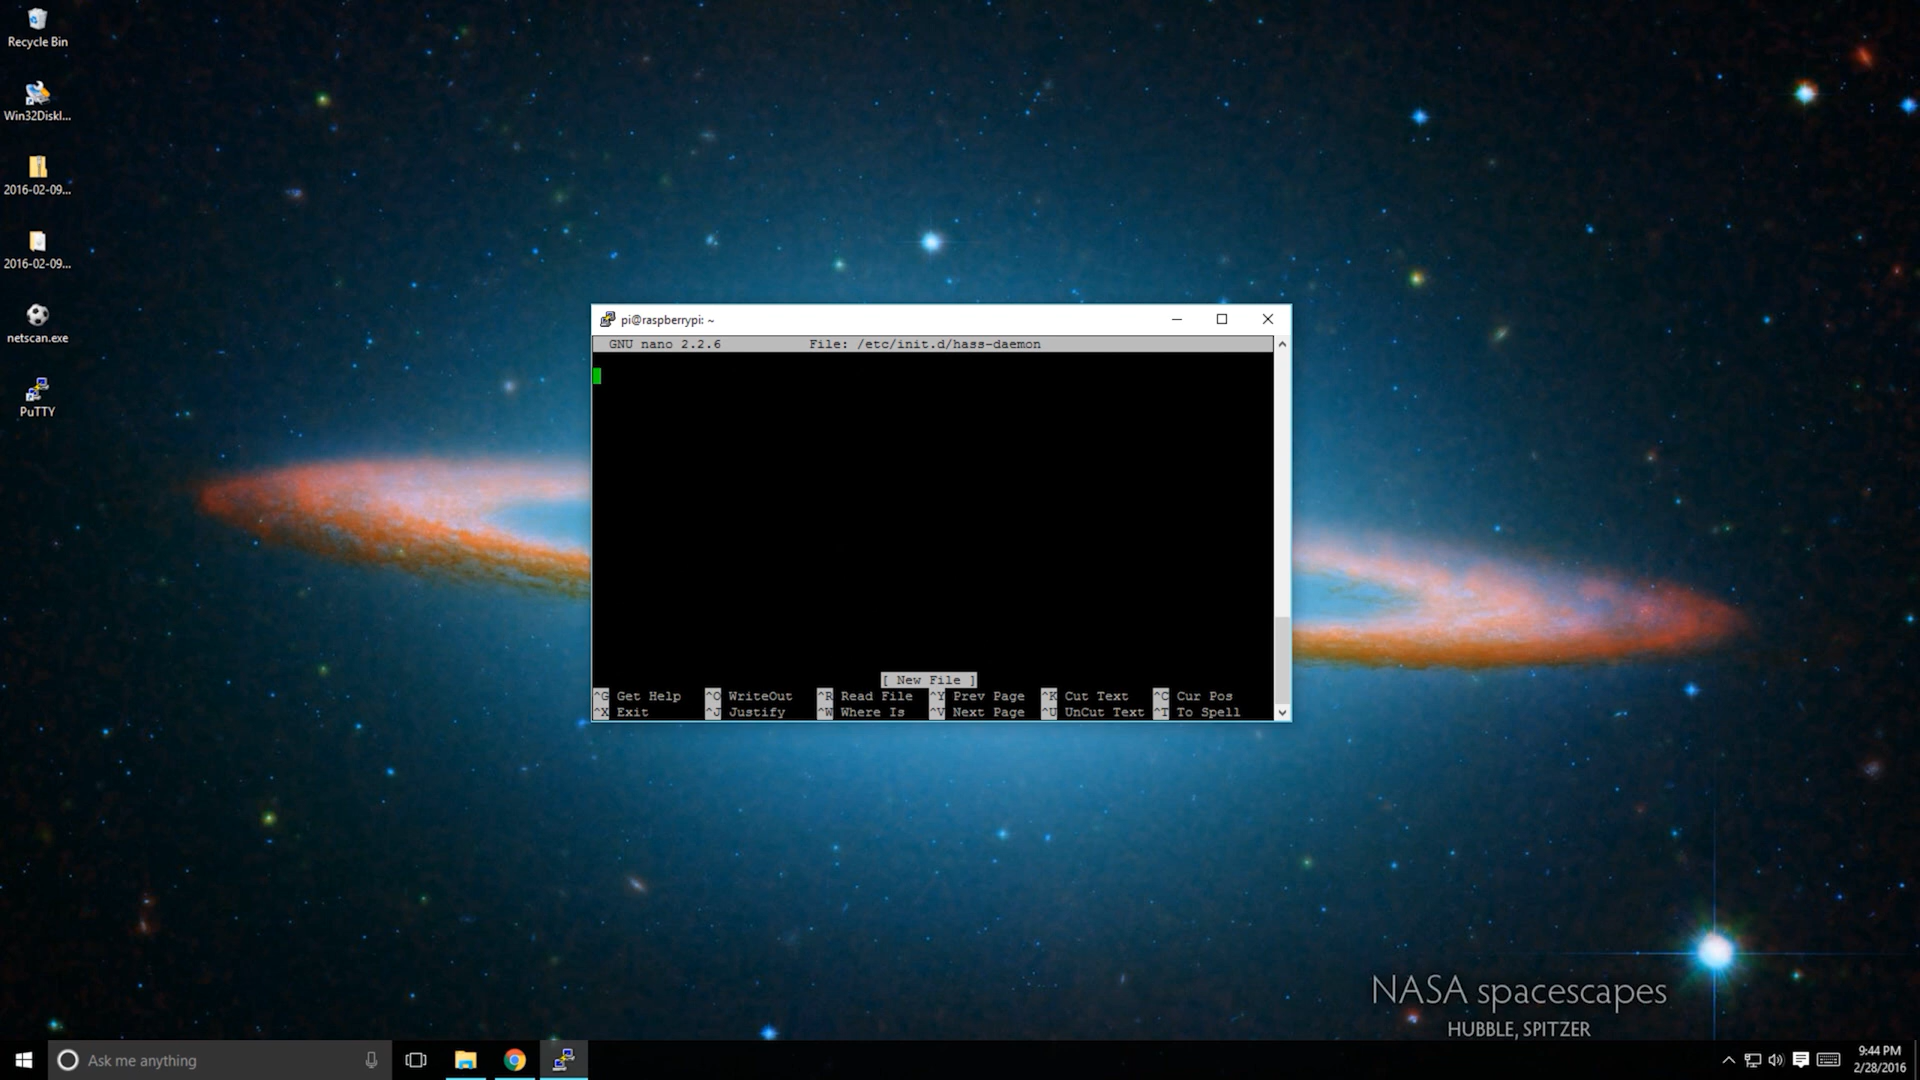 Recycle Bin
Win32DiskI...
2016-02-09...
2016-02-09...
netscan.exe
PuTTY
pi@raspberrypi: ~
GNU nano 2.2.6 File: /etc/init.d/hass-daemon
[ New File ]
^G Get Help ^O WriteOut ^R Read File ^Y Prev Page ^K Cut Text ^C Cur Pos
^X Exit ^J Justify ^W Where Is ^V Next Page ^U UnCut Text ^T To Spell
NASA spacescapes
HUBBLE, SPITZER
Ask me anything
9:44 PM
2/28/2016